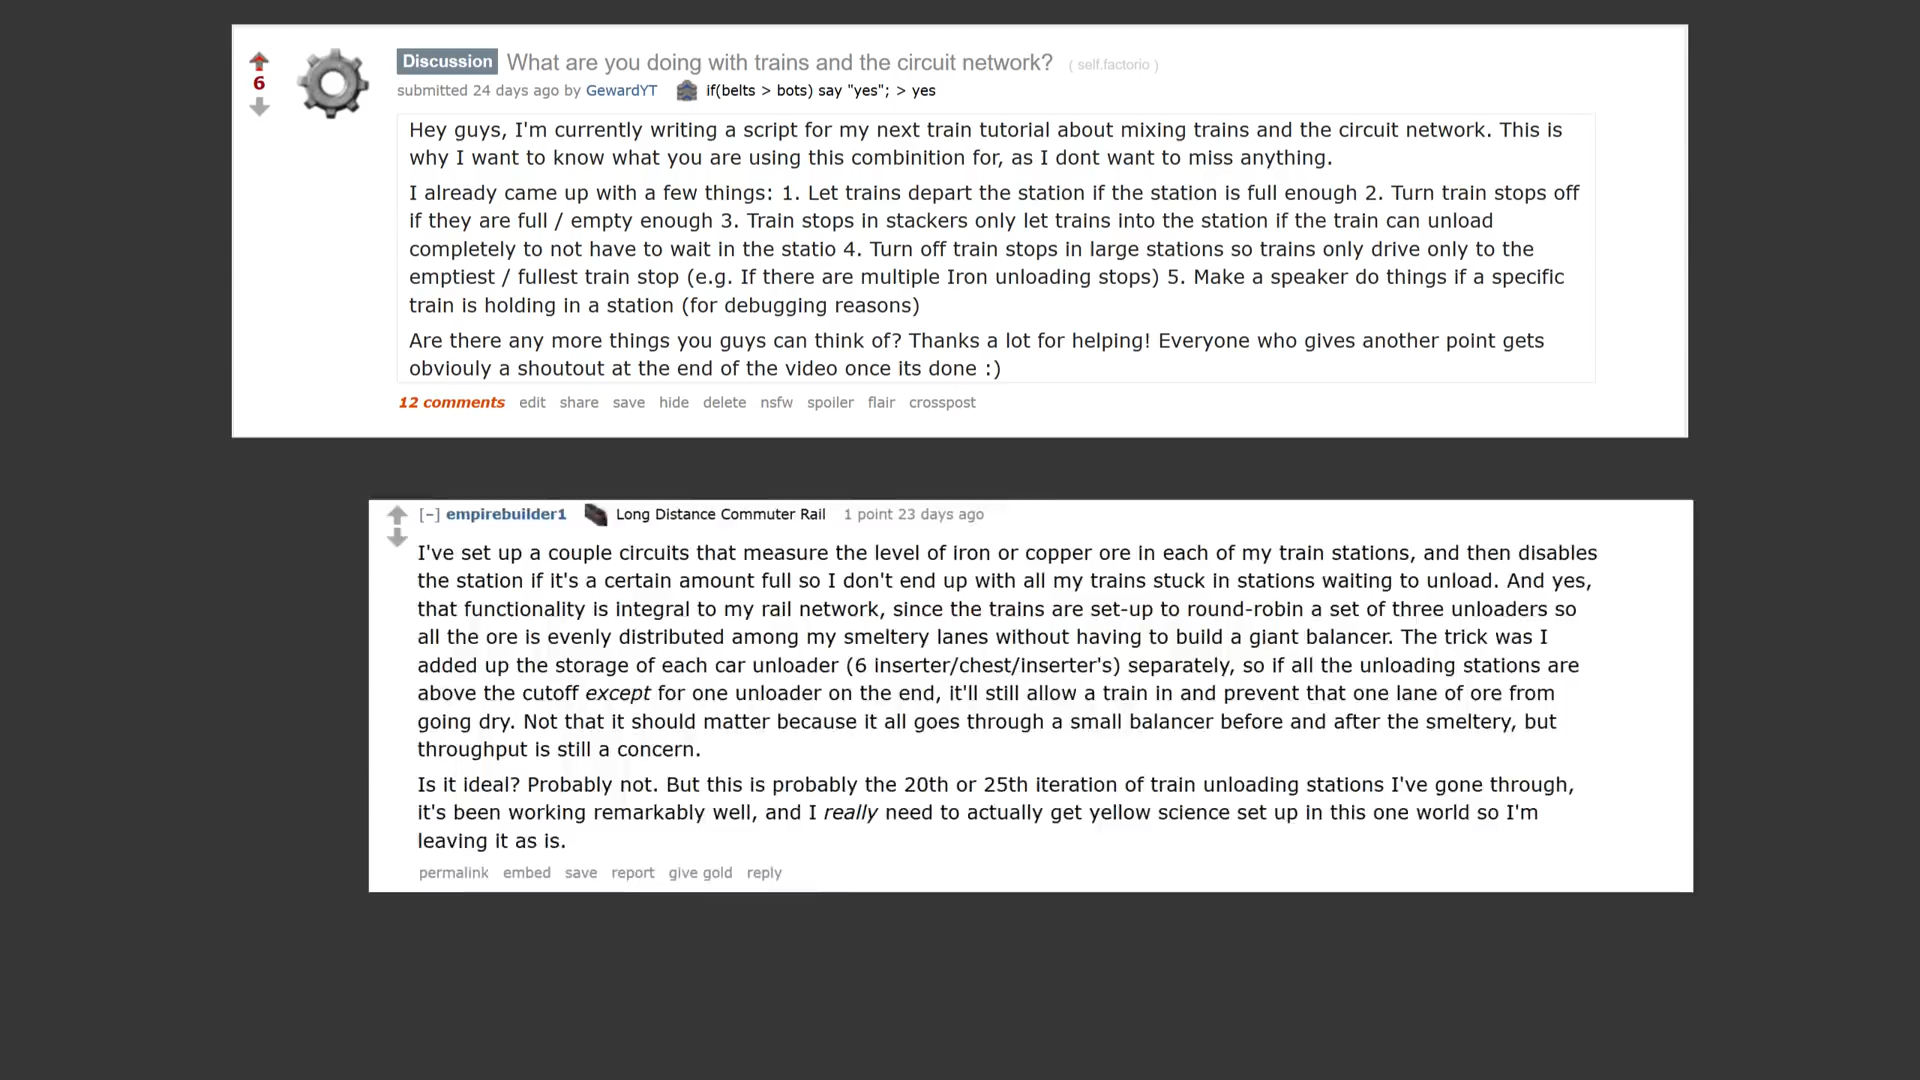 Discussion What are you doing with trains and the circuit network? ( self.factorio )
6
submitted 24 days ago by GewardYT if(belts > bots) say "yes"; > yes
Hey guys, I'm currently writing a script for my next train tutorial about mixing trains and the circuit network. This is
why I want to know what you are using this combinition for, as I dont want to miss anything.
I already came up with a few things: 1. Let trains depart the station if the station is full enough 2. Turn train stops off
if they are full / empty enough 3. Train stops in stackers only let trains into the station if the train can unload
completely to not have to wait in the statio 4. Turn off train stops in large stations so trains only drive only to the
emptiest / fullest train stop (e.g. If there are multiple Iron unloading stops) 5. Make a speaker do things if a specific
train is holding in a station (for debugging reasons)
Are there any more things you guys can think of? Thanks a lot for helping! Everyone who gives another point gets
obviouly a shoutout at the end of the video once its done :)
12 comments edit share save hide delete nsfw spoiler flair crosspost
[–] empirebuilder1 Long Distance Commuter Rail 1 point 23 days ago
I've set up a couple circuits that measure the level of iron or copper ore in each of my train stations, and then disables
the station if it's a certain amount full so I don't end up with all my trains stuck in stations waiting to unload. And yes,
that functionality is integral to my rail network, since the trains are set-up to round-robin a set of three unloaders so
all the ore is evenly distributed among my smeltery lanes without having to build a giant balancer. The trick was I
added up the storage of each car unloader (6 inserter/chest/inserter's) separately, so if all the unloading stations are
above the cutoff except for one unloader on the end, it'll still allow a train in and prevent that one lane of ore from
going dry. Not that it should matter because it all goes through a small balancer before and after the smeltery, but
throughput is still a concern.
Is it ideal? Probably not. But this is probably the 20th or 25th iteration of train unloading stations I've gone through,
it's been working remarkably well, and I really need to actually get yellow science set up in this one world so I'm
leaving it as is.
permalink embed save report give gold reply